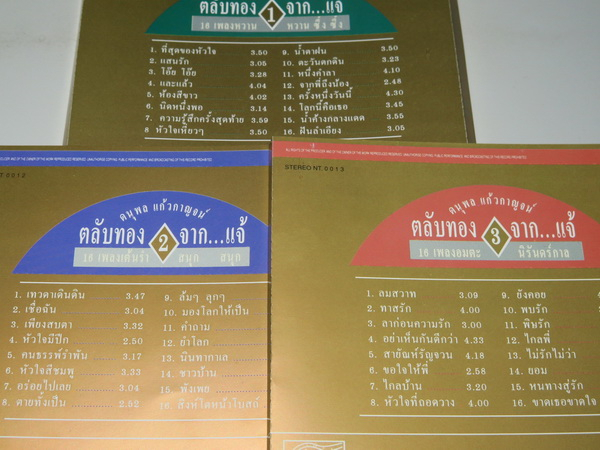 ตลับทอง 1 จาก...แจ้
16 เพลงหวาน หวาน ซึ้ง ซึ้ง
1. ที่สุดของหัวใจ 3.50
2. แสนรัก 3.05
3. โอ๊ย โอ๊ย 3.28
4. และแล้ว 4.04
5. ห้องสีขาว 4.02
6. นิดหนึ่งพอ 3.14
7. ความรู้สึกครั้งสุดท้าย 3.59
8 หัวใจเหี่ยวๆ 3.50
9. น้ำตาฝน 3.50
10. ตะวันตกดิน 3.23
11. หนึ่งคำลา 4.10
12. จากพี่ถึงน้อง 2.48
13. ครั้งหนึ่งวันนี้ 4.30
14. โลกนี้คือเธอ 3.45
15. น้ำค้างกลางแดด 3.55
16. ฝันลำเอียง 3.05
T 0012
ดนุพล แก้วกาญจน์
ตลับทอง 2 จาก...แจ้
16 เพลงเต้นรำ สนุก สนุก
1. เทวดาเดินดิน 3.47
2. เชื่อฉัน 3.04
3. เพียงสบตา 3.32
4. หัวใจมีปีก 2.50
5. คนธรรพ์รำพัน 3.17
6. หัวใจสีชมพู 3.33
7. อร่อยไปเลย 3.04
8. ตายทั้งเป็น 2.52
9. ล้มๆ ลุกๆ
10. มองโลกให้เป็น
11. คำถาม
12. ยำโลก
13. มีนทากาเล
14. ชาวบ้าน
15. พังเพย
16. สิงห์ไดหน้าโบสถ์
STEREO NT. 0013
ดนุพล แก้วกาญจน์
ตลับทอง 3 จาก...แจ้
16 เพลงอมตะ นิรันดร์กาล
1. ลมสวาท 3.09
2. ทาสรัก 4.00
3. ลาก่อนความรัก 3.00
4. อย่าเห็นกันดีกว่า 4.33
5. สายัณห์รัญจวน 4.18
6. ขอใจให้พี่ 2.58
7. ไกลบ้าน 3.20
8. หัวใจที่ถอดวาง 4.00
9. ยังคอย
10. พบรัก
11. พิษรัก
12. ไกลพี่
13. ไม่รักไม่ว่า
14. ยอม
15. หนทางสู่รัก
16. ขาดเธอขาดใจ